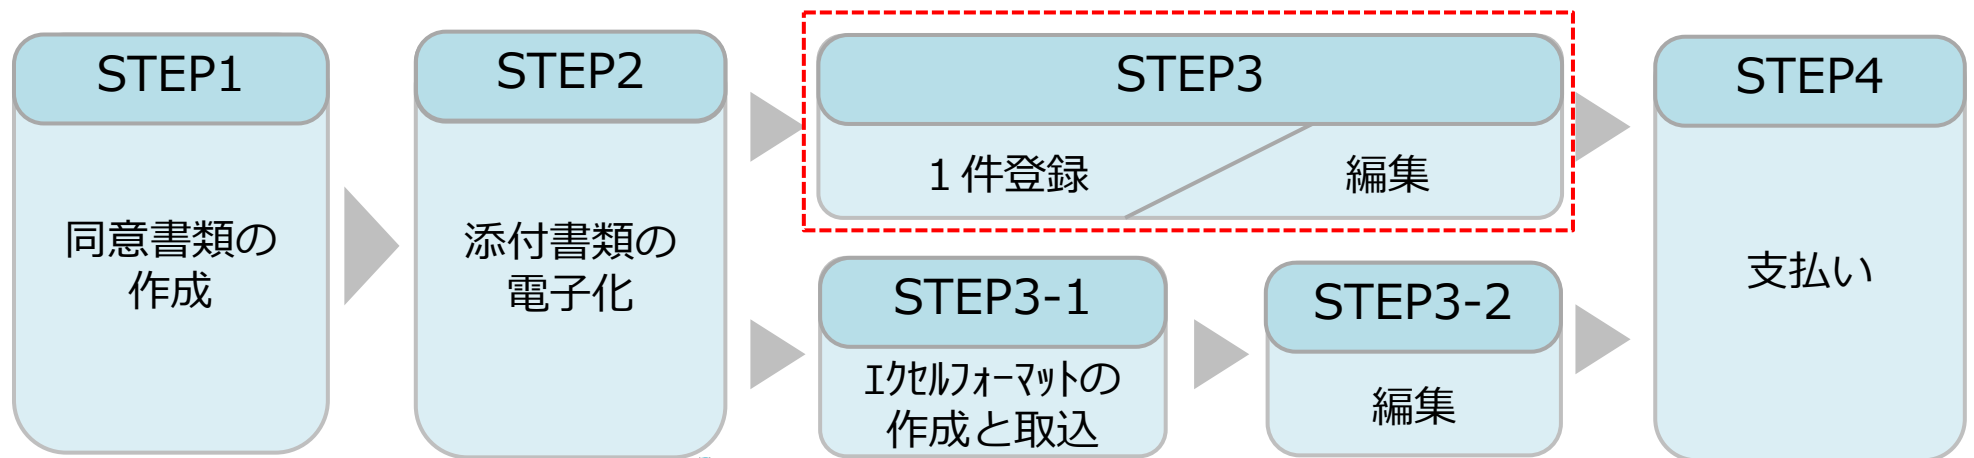 STEP1
同意書類の
作成
STEP2
添付書類の
電子化
STEP3
１件登録
編集
STEP3-1
ｴｸｾﾙﾌｫｰﾏｯﾄの
作成と取込
STEP3-2
編集
STEP4
支払い